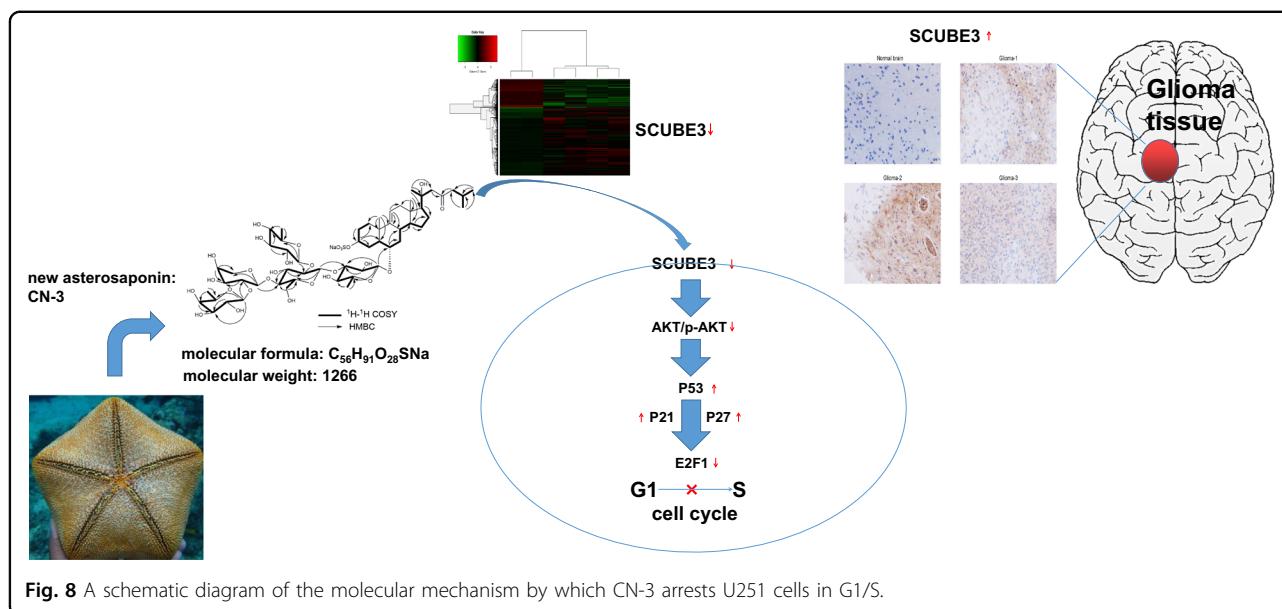 Color Key
SCUBE3↓
SCUBE3 ↑
Normal brain
Glioma-1
Glioma-2
Glioma-3
Glioma
tissue
new asterosaponin:
CN-3
¹H-¹H COSY
HMBC
molecular formula: C₅₆H₉₁O₂₈SNa
molecular weight: 1266
SCUBE3 ↓
AKT/p-AKT ↓
P53 ↑
↑ P21 P27 ↑
E2F1 ↓
G1 S
cell cycle
Fig. 8 A schematic diagram of the molecular mechanism by which CN-3 arrests U251 cells in G1/S.